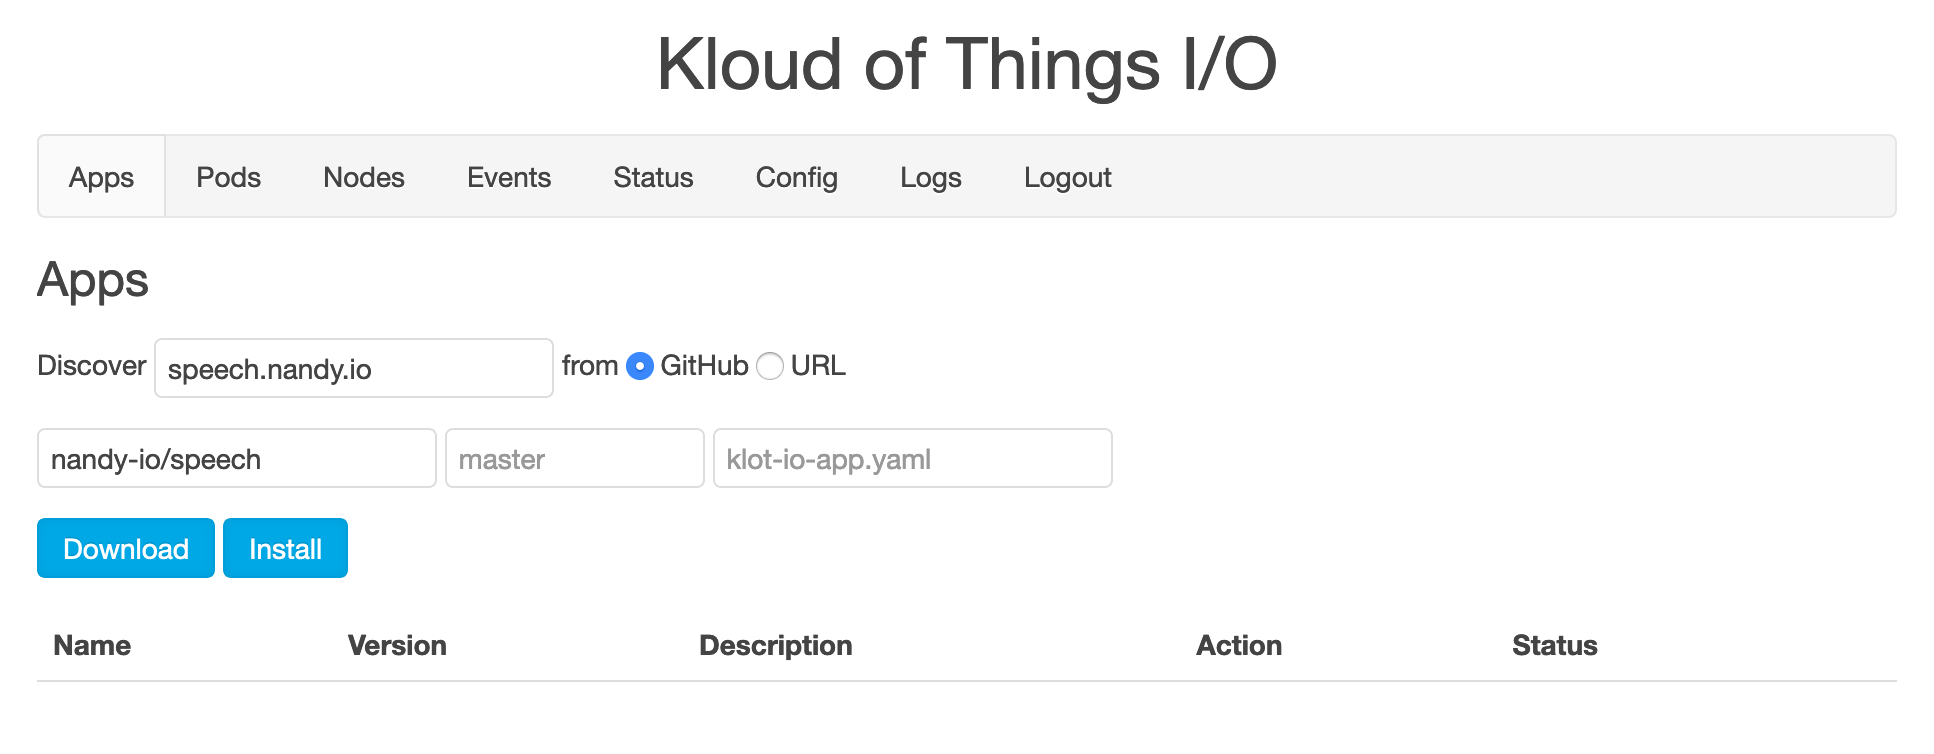 Kloud of Things I/O
Apps Pods Nodes Events Status Config Logs Logout
Apps
Discover speech.nandy.io from GitHub URL
nandy-io/speech master klot-io-app.yaml
Download Install
Name Version Description Action Status